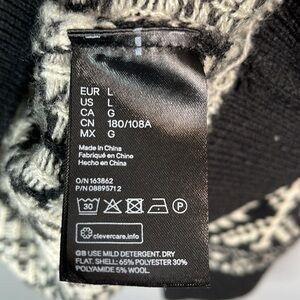 EUR L
US L
CA G
CN 180/108A
MX G
Made in China
Fabriqué en Chine
Hecho en China
O/N 163862
P/N 08895712
30 P
clevercare.info
GB USE MILD DETERGENT. DRY
FLAT. SHELL: 65% POLYESTER 30%
POLYAMIDE 5% WOOL.